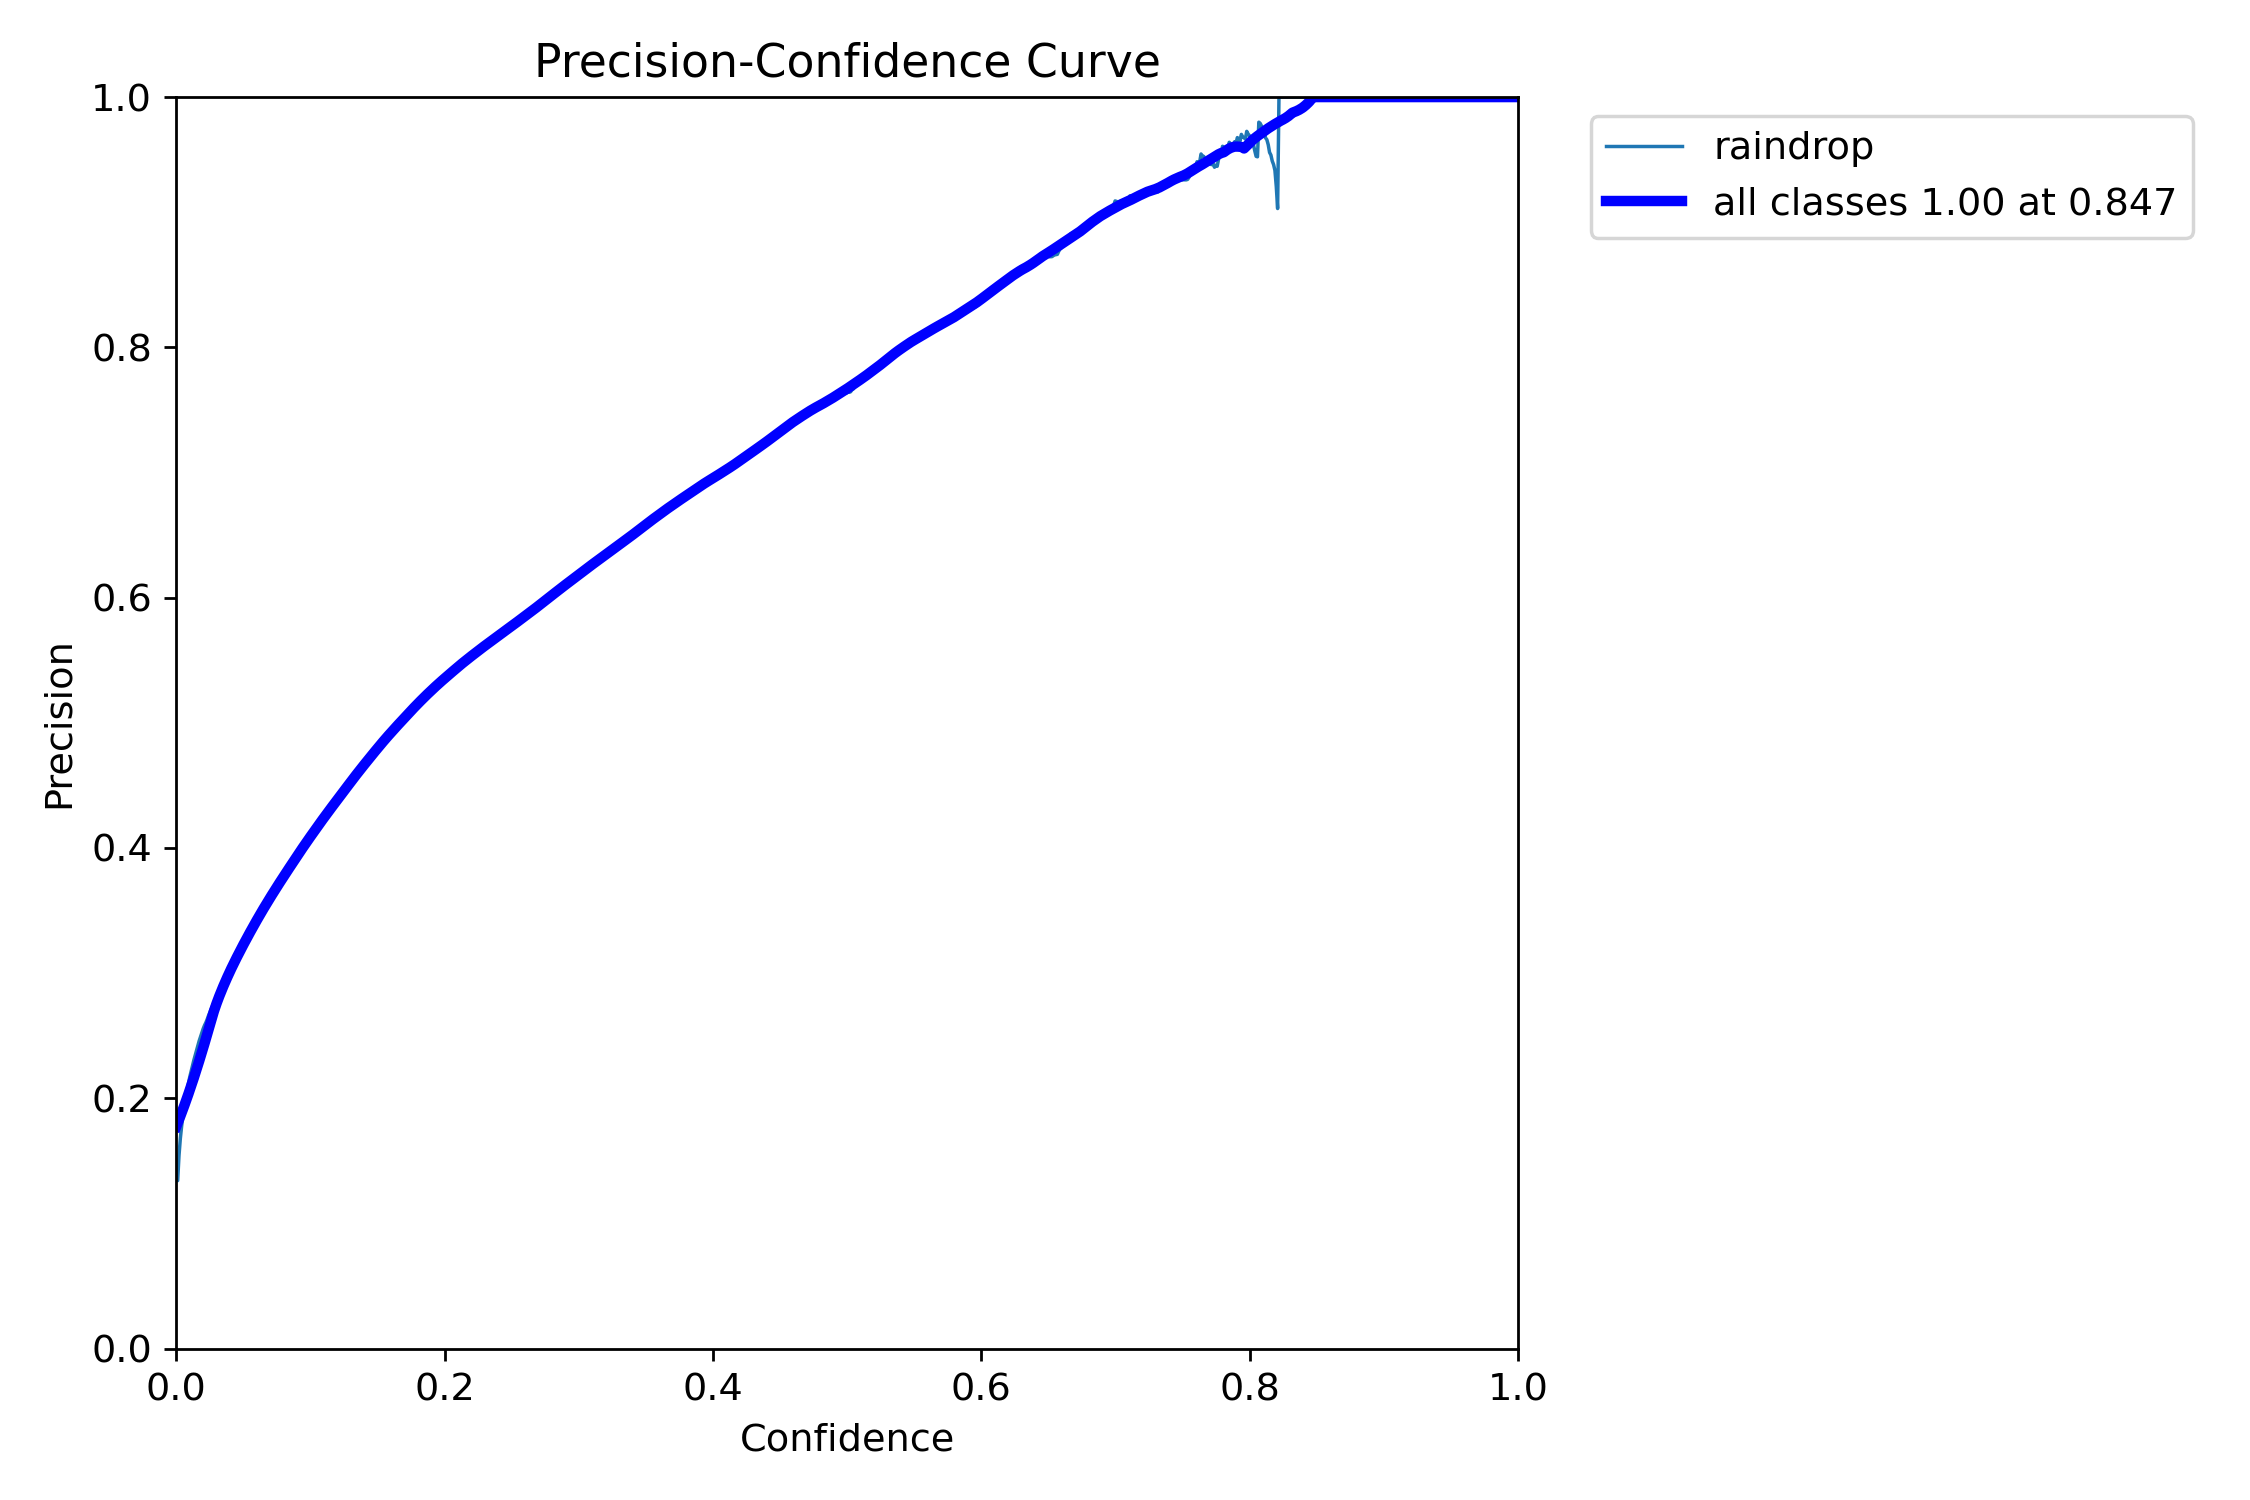 Precision-Confidence Curve
1.0
0.8
0.6
0.4
0.2
0.0
Precision
0.0 0.2 0.4 0.6 0.8 1.0
Confidence
raindrop
all classes 1.00 at 0.847